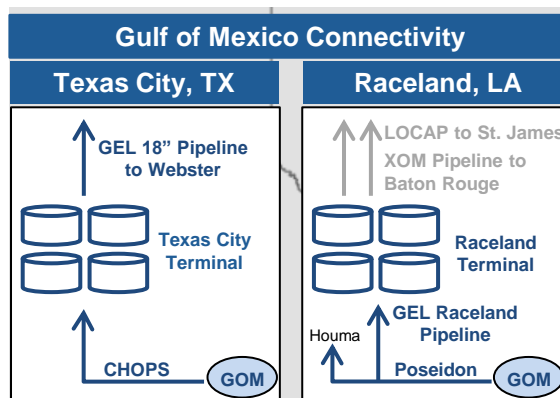 Gulf of Mexico Connectivity
Texas City, TX
GEL 18” Pipeline
to Webster
Texas City
Terminal
CHOPS
GOM
Raceland, LA
LOCAP to St. James
XOM Pipeline to
Baton Rouge
Raceland
Terminal
GEL Raceland
Pipeline
Houma
Poseidon
GOM